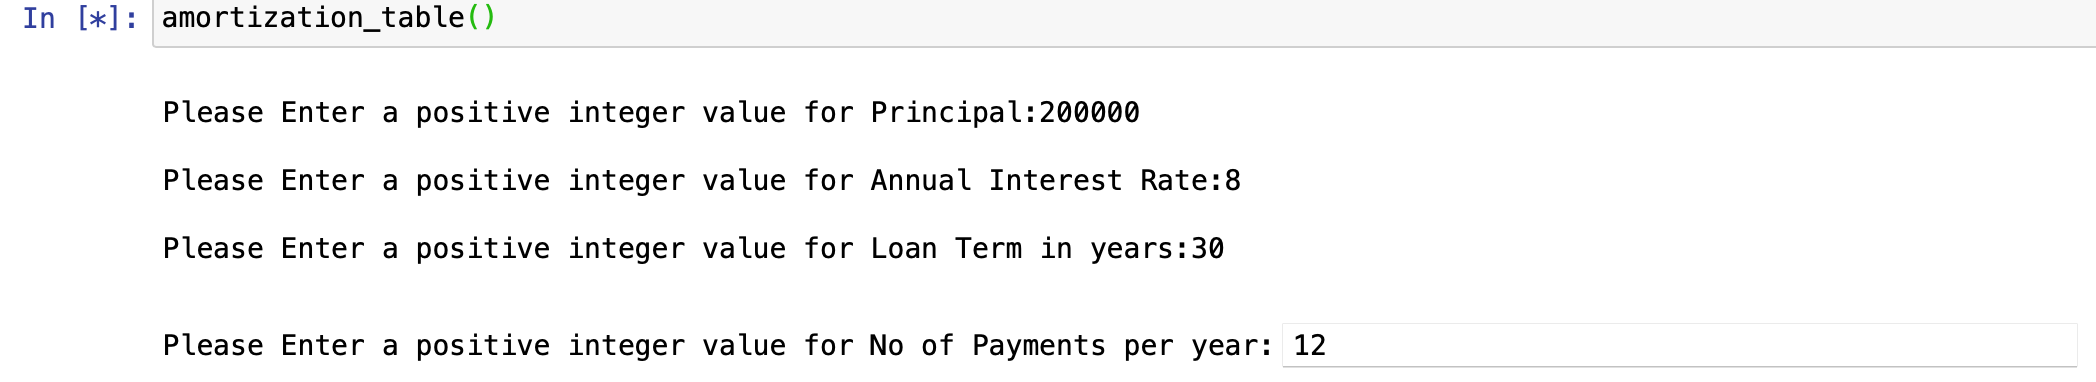 In [*]: amortization_table()
Please Enter a positive integer value for Principal:200000
Please Enter a positive integer value for Annual Interest Rate:8
Please Enter a positive integer value for Loan Term in years:30
Please Enter a positive integer value for No of Payments per year: 12